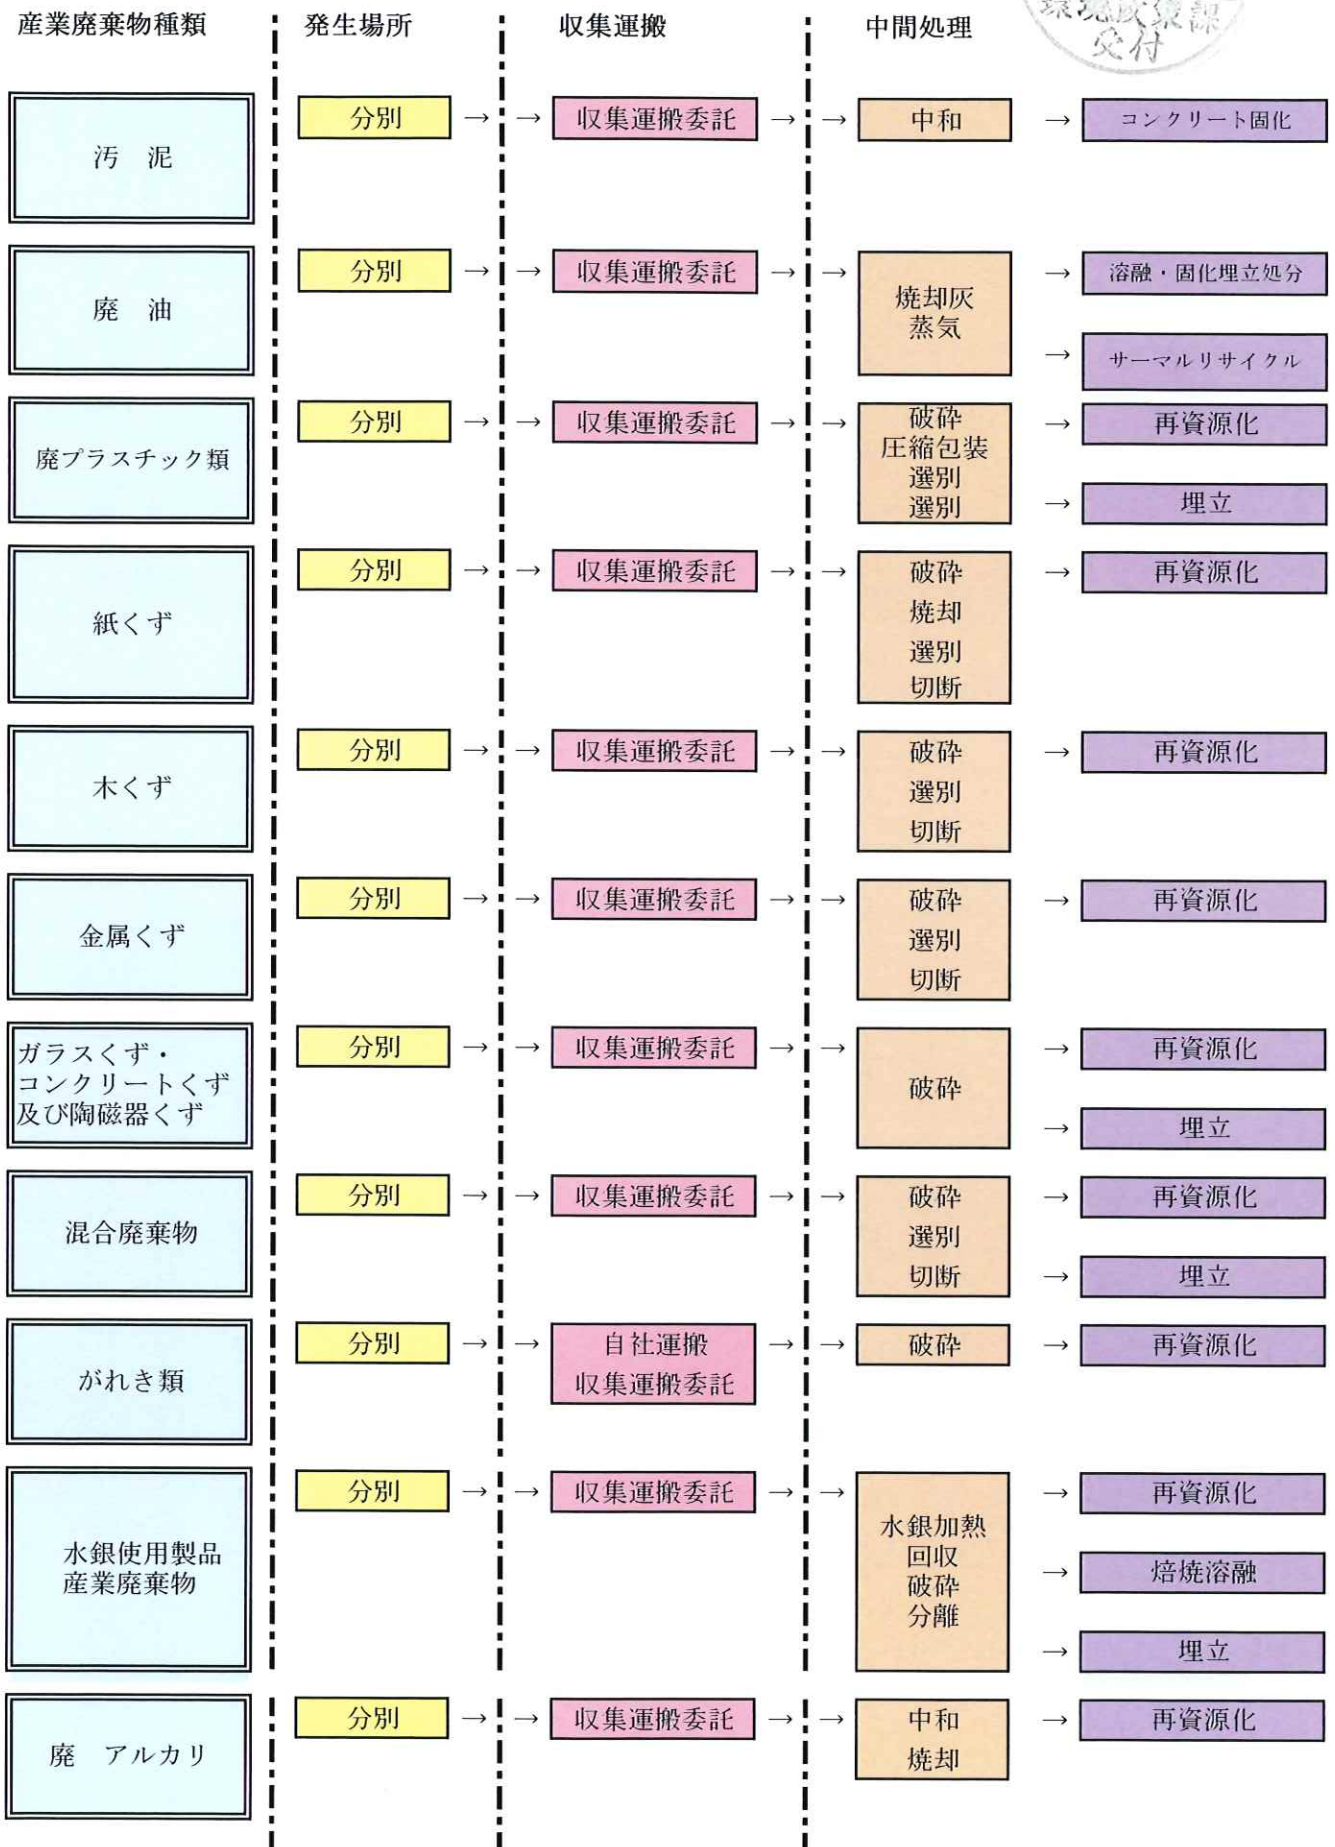 産業廃棄物種類 発生場所 収集運搬 中間処理
環境政策課
受付
汚 泥
分別 → → 収集運搬委託 → → 中和 → コンクリート固化
廃 油
分別 → → 収集運搬委託 → →
焼却灰
蒸気
→ 溶融・固化埋立処分
→ サーマルリサイクル
廃プラスチック類
分別 → → 収集運搬委託 → →
破砕
圧縮包装
選別
選別
→ 再資源化
→ 埋立
紙くず
分別 → → 収集運搬委託 → →
破砕
焼却
選別
切断
→ 再資源化
木くず
分別 → → 収集運搬委託 → →
破砕
選別
切断
→ 再資源化
金属くず
分別 → → 収集運搬委託 → →
破砕
選別
切断
→ 再資源化
ガラスくず・
コンクリートくず
及び陶磁器くず
分別 → → 収集運搬委託 → →
破砕
→ 再資源化
→ 埋立
混合廃棄物
分別 → → 収集運搬委託 → →
破砕
選別
切断
→ 再資源化
→ 埋立
がれき類
分別 → →
自社運搬
収集運搬委託
→ → 破砕 → 再資源化
水銀使用製品
産業廃棄物
分別 → → 収集運搬委託 → →
水銀加熱
回収
破砕
分離
→ 再資源化
→ 焙焼溶融
→ 埋立
廃 アルカリ
分別 → → 収集運搬委託 → →
中和
焼却
→ 再資源化